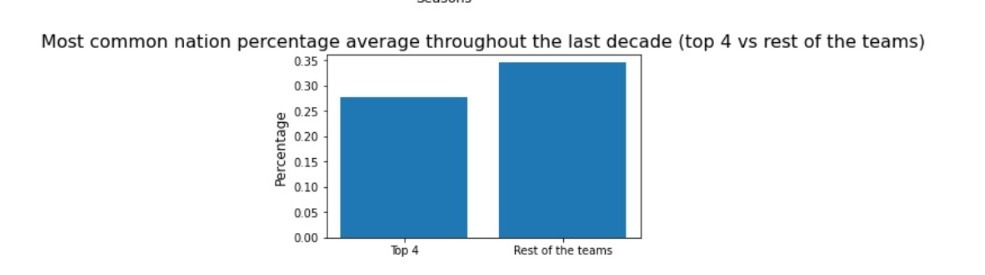 Seasons
Most common nation percentage average throughout the last decade (top 4 vs rest of the teams)
0.35
0.30
0.25
0.20
0.15
0.10
0.05
0.00
Percentage
Top 4
Rest of the teams